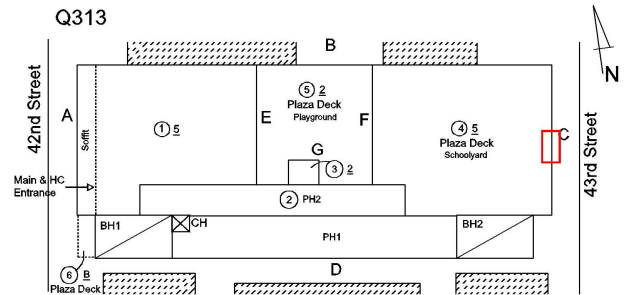 Q313
B
42nd Street
A
Soffit
5 2
Plaza Deck
Playground
1 5
E
F
4 5
Plaza Deck
Schoolyard
C
43rd Street
N
G
3 2
Main & HC
Entrance
2 PH2
BH1
CH
PH1
BH2
6 B
Plaza Deck
D